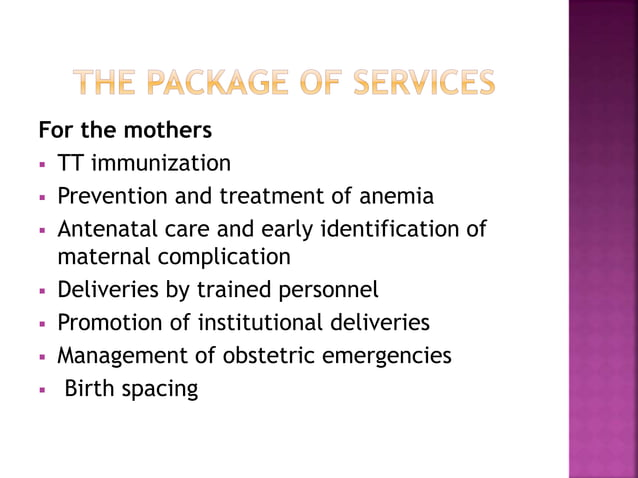 THE PACKAGE OF SERVICES
For the mothers
▪ TT immunization
▪ Prevention and treatment of anemia
▪ Antenatal care and early identification of
maternal complication
▪ Deliveries by trained personnel
▪ Promotion of institutional deliveries
▪ Management of obstetric emergencies
▪ Birth spacing